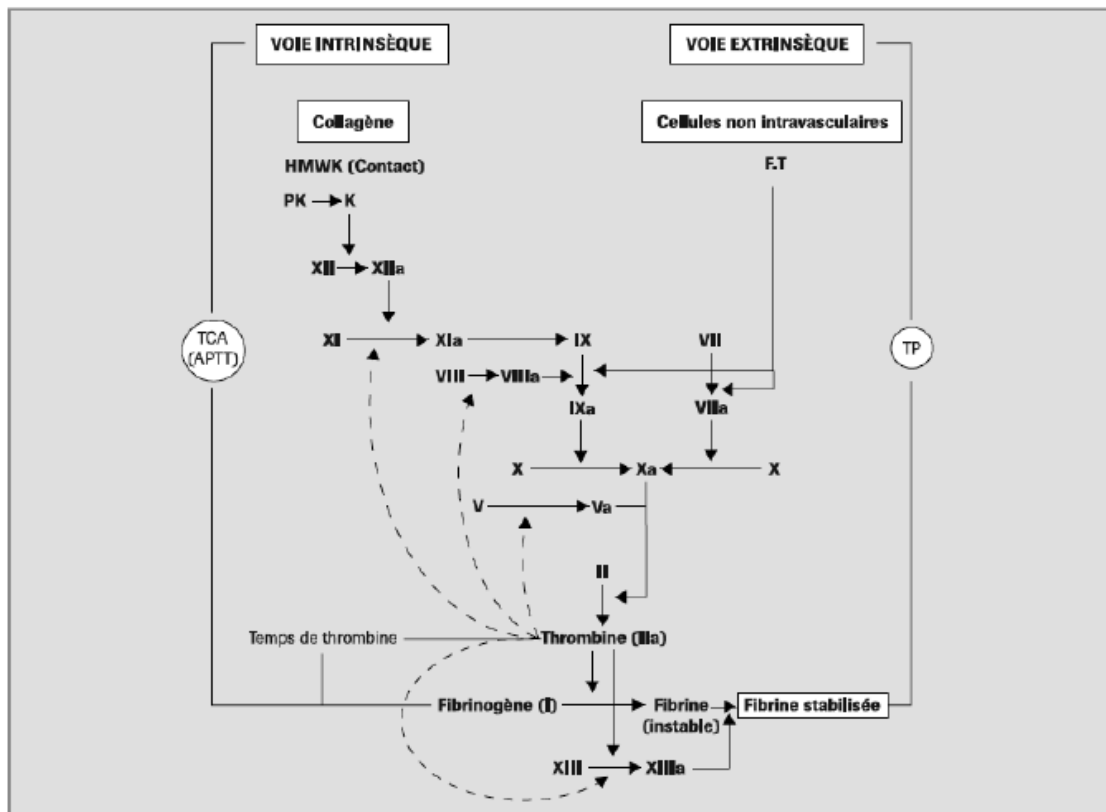 VOIE INTRINSÈQUE
VOIE EXTRINSÈQUE
Collagène
Cellules non intravasculaires
HMWK (Contact)
F.T
PK
K
XII
XIIa
TCA
(APTT)
XI
XIa
IX
VII
TP
VIII
VIIIa
IXa
VIIa
X
Xa
X
V
Va
II
Temps de thrombine
Thrombine (IIa)
Fibrinogène (I)
Fibrine
(instable)
Fibrine stabilisée
XIII
XIIIa